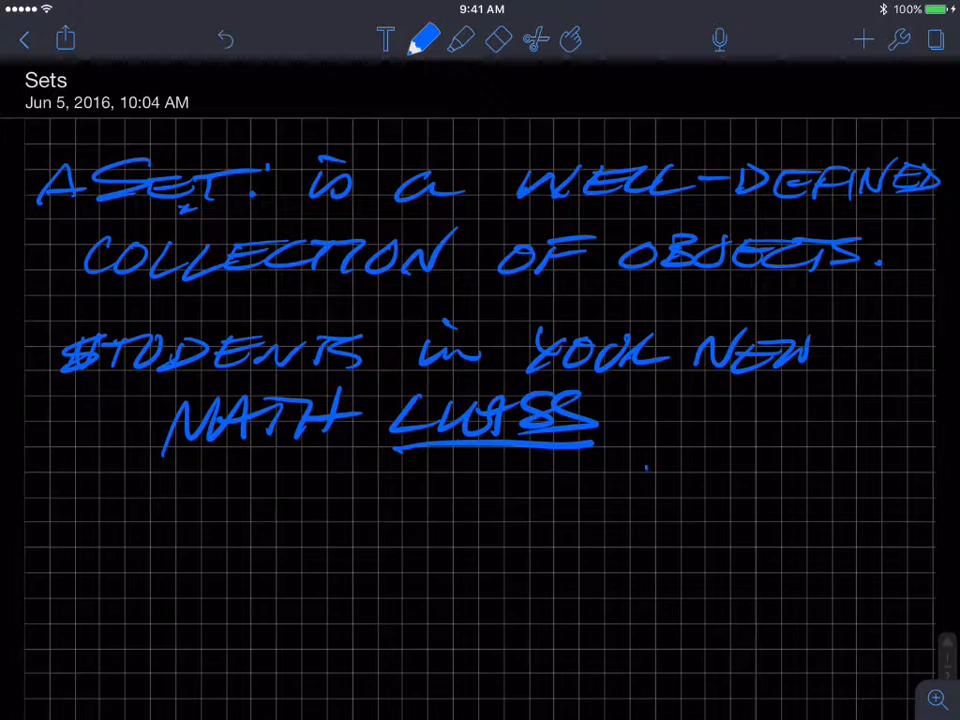 9:41 AM
100%
T
Sets
Jun 5, 2016, 10:04 AM
A SET: is a WELL-DEFINED
COLLECTION OF OBJECTS.
STUDENTS in YOUR NEW
MATH CLASS